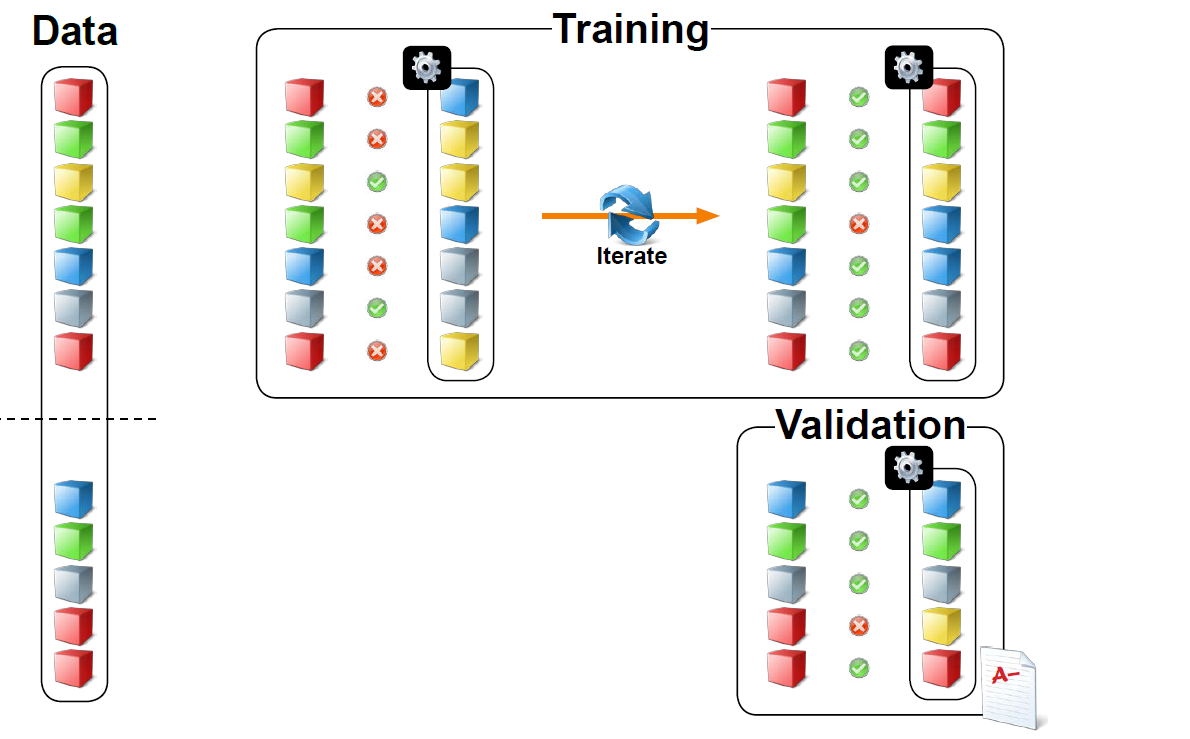 Data
Training
Iterate
Validation
A-